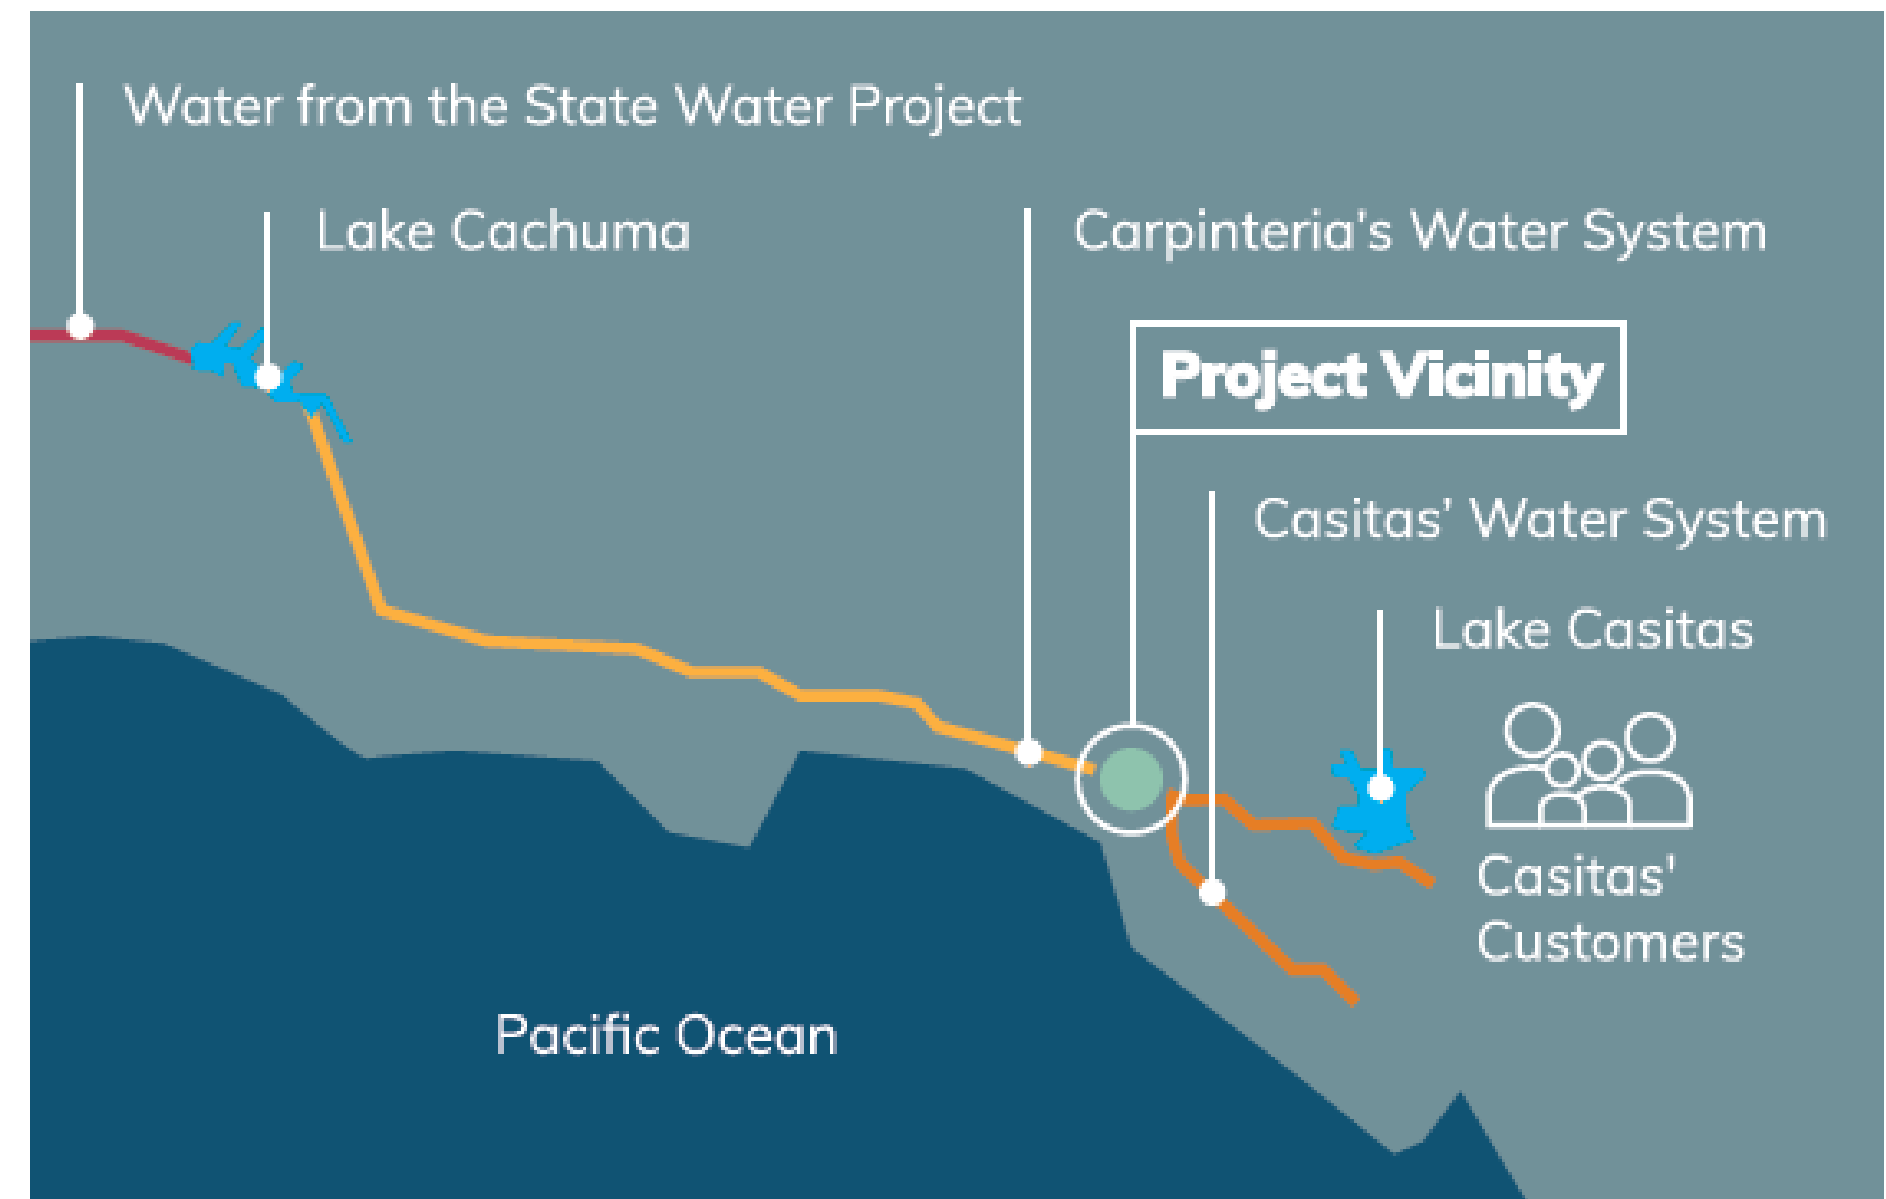 Water from the State Water Project
Lake Cachuma
Carpinteria's Water System
Project Vicinity
Casitas' Water System
Lake Casitas
Casitas'
Customers
Pacific Ocean